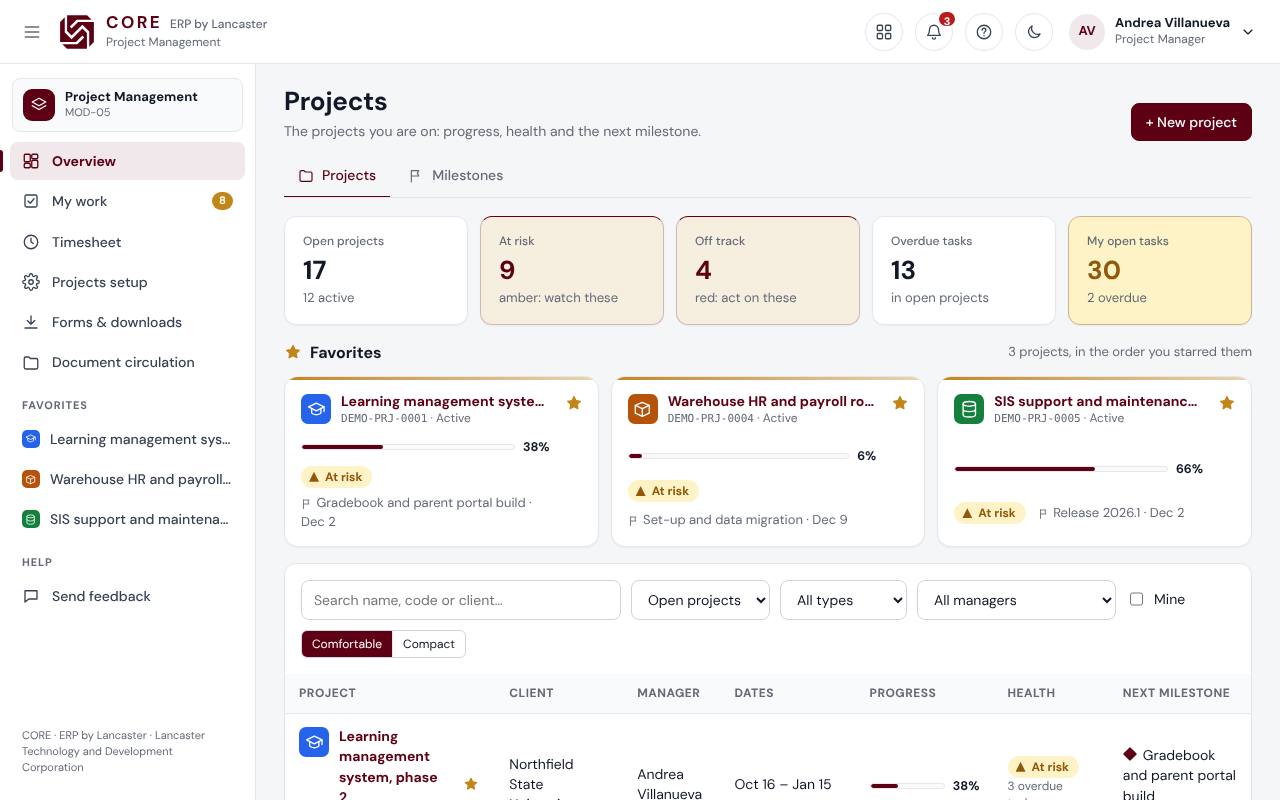 CORE ERP by Lancaster
Project Management
3
AV
Andrea Villanueva
Project Manager
Project Management
MOD-05
Overview
My work 8
Timesheet
Projects setup
Forms & downloads
Document circulation
FAVORITES
Learning management sys...
Warehouse HR and payroll...
SIS support and maintena...
HELP
Send feedback
CORE · ERP by Lancaster · Lancaster
Technology and Development
Corporation
Projects
The projects you are on: progress, health and the next milestone.
+ New project
Projects Milestones
Open projects
17
12 active
At risk
9
amber: watch these
Off track
4
red: act on these
Overdue tasks
13
in open projects
My open tasks
30
2 overdue
Favorites
3 projects, in the order you starred them
Learning management syste...
DEMO-PRJ-0001 · Active
38%
At risk
Gradebook and parent portal build ·
Dec 2
Warehouse HR and payroll ro...
DEMO-PRJ-0004 · Active
6%
At risk
Set-up and data migration · Dec 9
SIS support and maintenanc...
DEMO-PRJ-0005 · Active
66%
At risk
Release 2026.1 · Dec 2
Search name, code or client...
Open projects
All types
All managers
Mine
Comfortable Compact
PROJECT CLIENT MANAGER DATES PROGRESS HEALTH NEXT MILESTONE
Learning
management
system, phase
2
Northfield
State
Andrea
Villanueva
Oct 16 – Jan 15
38%
At risk
3 overdue
Gradebook
and parent portal
build